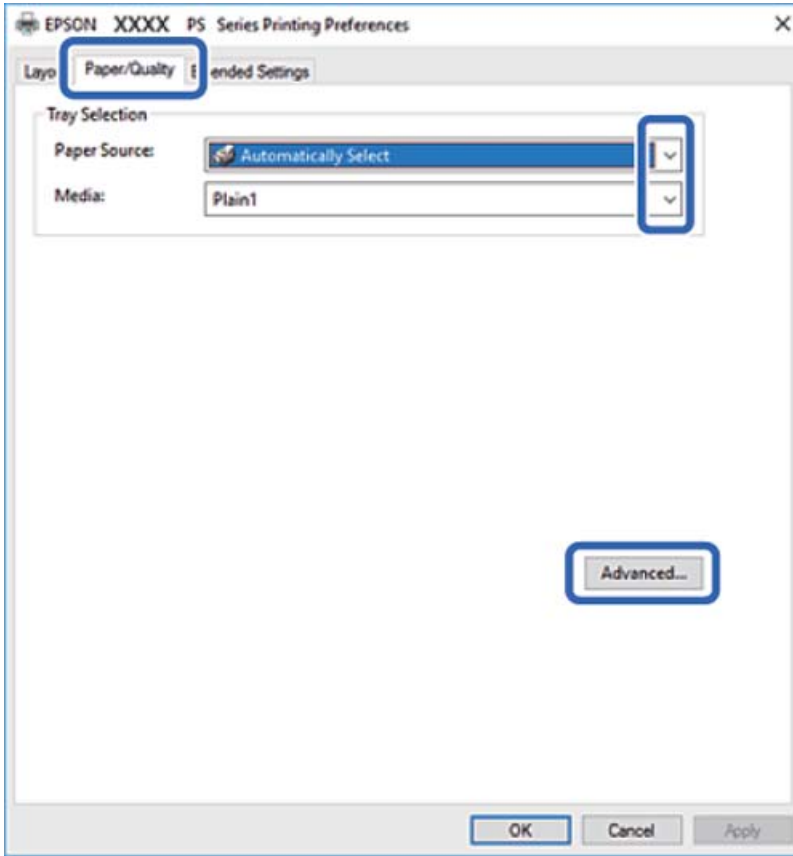 EPSON XXXX PS Series Printing Preferences
Layo Paper/Quality E ended Settings
Tray Selection
Paper Source: Automatically Select
Media: Plain1
Advanced...
OK Cancel Apply